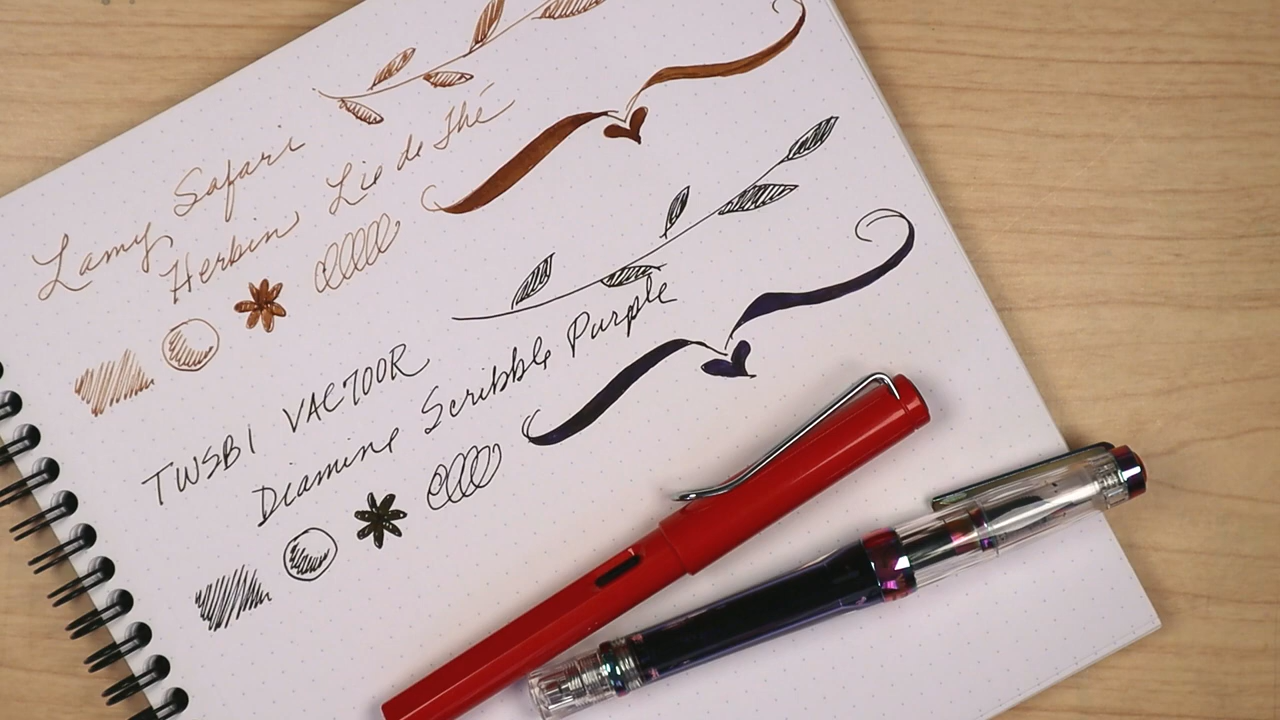 Lamy Safari
Herbin Lie de Thé
TWSBI VAC700R
Diamine Scribble Purple